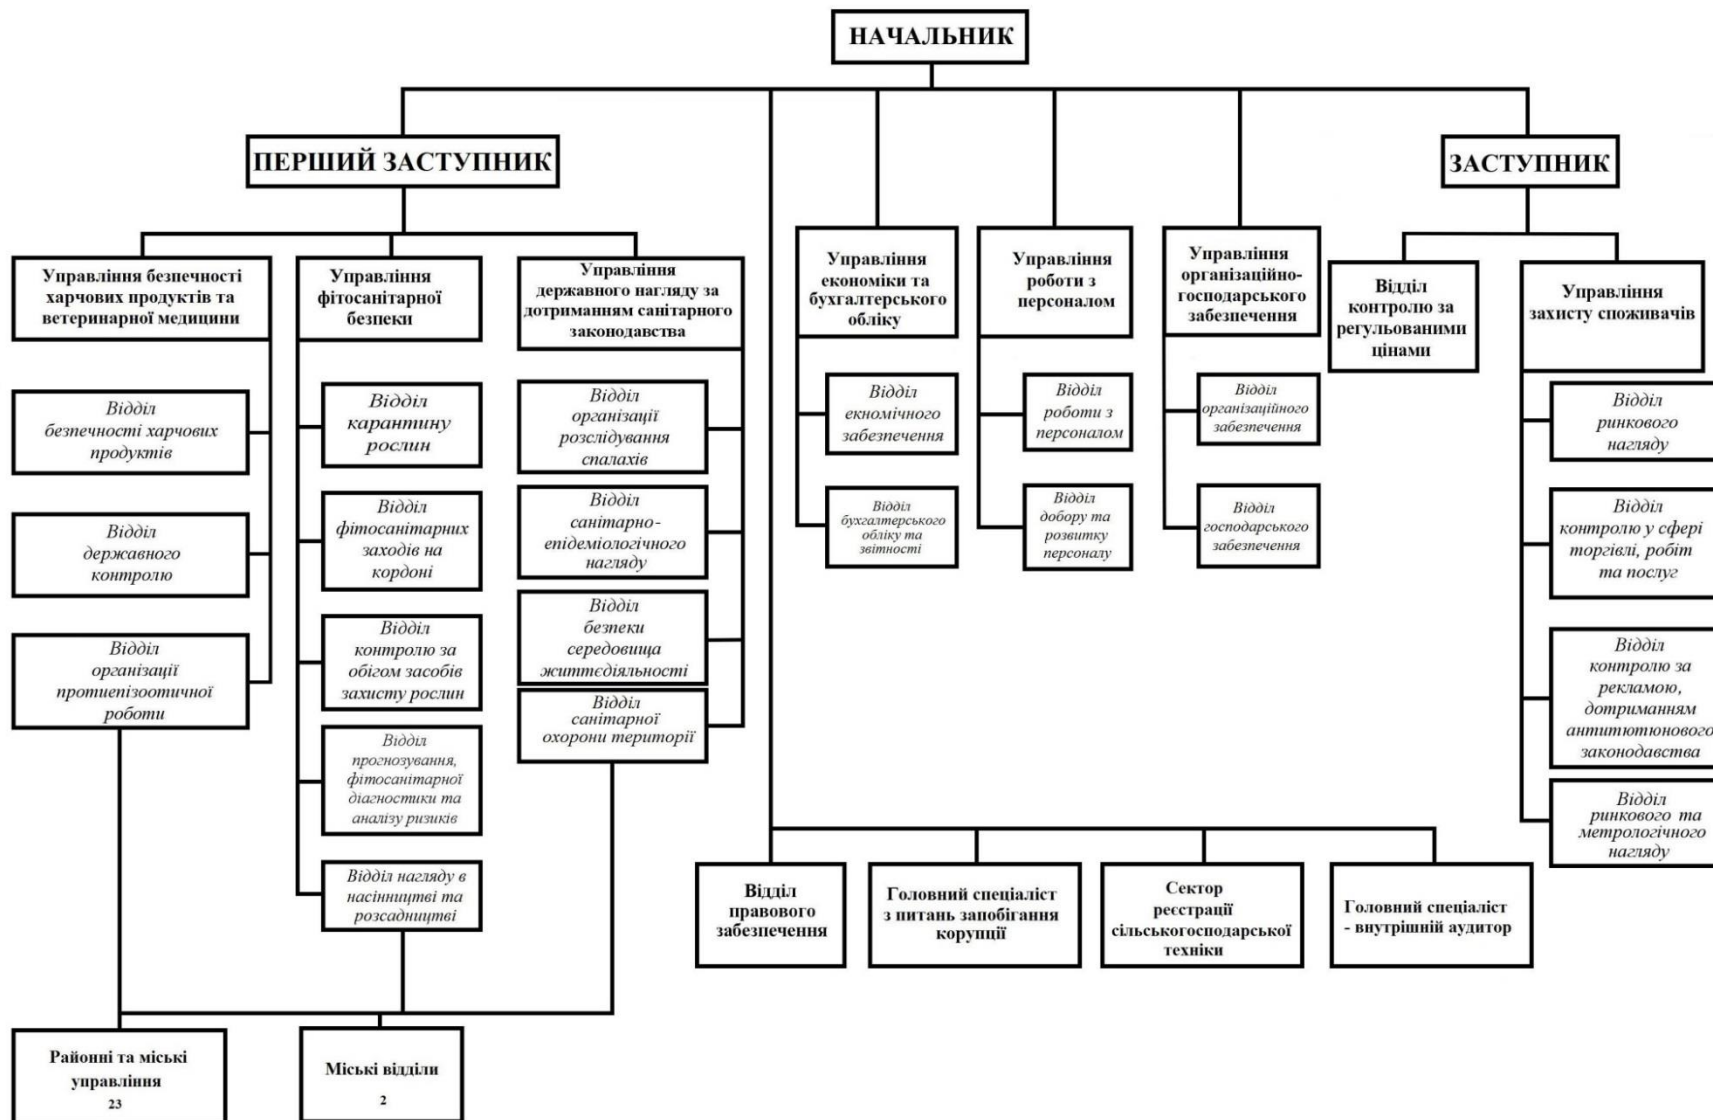 НАЧАЛЬНИК
ПЕРШИЙ ЗАСТУПНИК
ЗАСТУПНИК
Управління безпечності
харчових продуктів та
ветеринарної медицини
Управління
фітосанітарної
безпеки
Управління
державного нагляду за
дотриманням санітарного
законодавства
Управління
економіки та
бухгалтерського
обліку
Управління
роботи з
персоналом
Управління
організаційно-
господарського
забезпечення
Відділ
контролю за
регульованими
цінами
Управління
захисту споживачів
Відділ
безпечності харчових
продуктів
Відділ
державного
контролю
Відділ
організації
протиепізоотичної
роботи
Відділ
карантину
рослин
Відділ
фітосанітарних
заходів на
кордоні
Відділ
контролю за
обігом засобів
захисту рослин
Відділ
прогнозування,
фітосанітарної
діагностики та
аналізу ризиків
Відділ нагляду в
насінництві та
розсадництві
Відділ
організації
розслідування
спалахів
Відділ
санітарно-
епідеміологічного
нагляду
Відділ
безпеки
середовища
життєдіяльності
Відділ
санітарної
охорони території
Відділ
екномічного
забезпечення
Відділ
бухгалтерського
обліку та
звітності
Відділ
роботи з
персоналом
Відділ
добору та
розвитку
персоналу
Відділ
організаційного
забезпечення
Відділ
господарського
забезпечення
Відділ
ринкового
нагляду
Відділ
контролю у сфері
торгівлі, робіт
та послуг
Відділ
контролю за
рекламою,
дотриманням
антитютюнового
законодавства
Відділ
ринкового та
метрологічного
нагляду
Відділ
правового
забезпечення
Головний спеціаліст
з питань запобігання
корупції
Сектор
реєстрації
сільськогосподарської
техніки
Головний спеціаліст
- внутрішній аудитор
Районні та міські
управління
23
Міські відділи
2